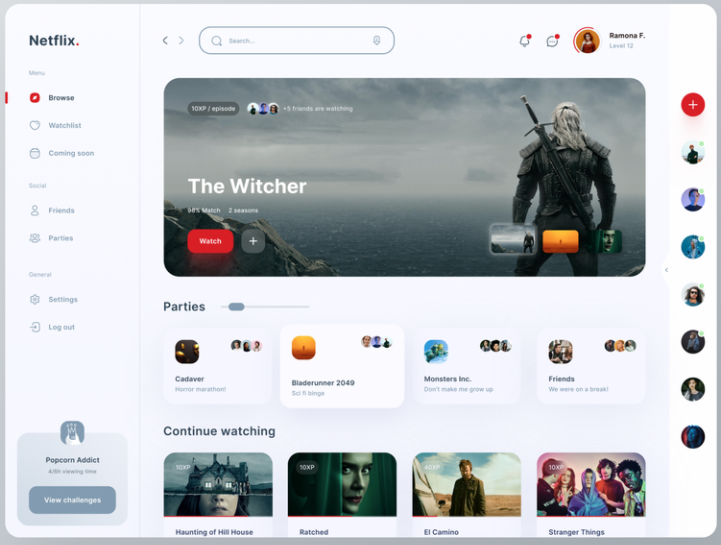 Netflix.
Search...
Ramona F.
Level 12
Menu
Browse
Watchlist
Coming soon
Social
Friends
Parties
General
Settings
Log out
Popcorn Addict
4/6h viewing time
View challenges
10XP / episode
+5 friends are watching
The Witcher
98% Match 2 seasons
Watch
Parties
Cadaver
Horror marathon!
Bladerunner 2049
Sci fi binge
Monsters Inc.
Don't make me grow up
Friends
We were on a break!
Continue watching
10XP
Haunting of Hill House
10XP
Ratched
10XP
El Camino
10XP
Stranger Things